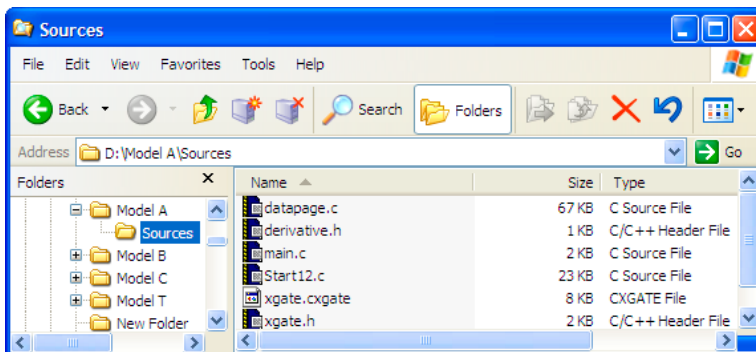 Sources
File Edit View Favorites Tools Help
Back Search Folders
Address D:\Model A\Sources Go
Folders x Name Size Type
Model A datapage.c 67 KB C Source File
Sources derivative.h 1 KB C/C++ Header File
Model B main.c 2 KB C Source File
Model C Start12.c 23 KB C Source File
Model T xgate.cxgate 8 KB CXGATE File
New Folder xgate.h 2 KB C/C++ Header File